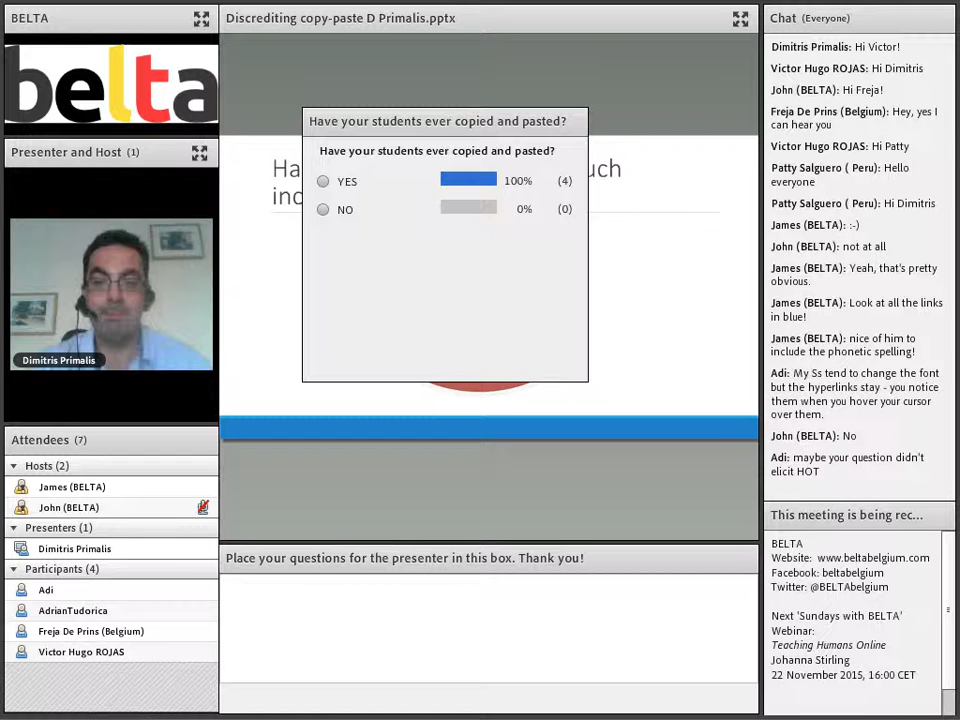 BELTA
belta
Presenter and Host (1)
Dimitris Primalis
Attendees (7)
Hosts (2)
James (BELTA)
John (BELTA)
Presenters (1)
Dimitris Primalis
Participants (4)
Adi
AdrianTudorica
Freja De Prins (Belgium)
Victor Hugo ROJAS
Discrediting copy-paste D Primalis.pptx
Ha
uch
inc
Have your students ever copied and pasted?
Have your students ever copied and pasted?
YES 100% (4)
NO 0% (0)
Place your questions for the presenter in this box. Thank you!
Chat (Everyone)
Dimitris Primalis: Hi Victor!
Victor Hugo ROJAS: Hi Dimitris
John (BELTA): Hi Freja!
Freja De Prins (Belgium): Hey, yes I
can hear you
Victor Hugo ROJAS: Hi Patty
Patty Salguero ( Peru): Hello
everyone
Patty Salguero ( Peru): Hi Dimitris
James (BELTA): :-)
John (BELTA): not at all
James (BELTA): Yeah, that's pretty
obvious.
James (BELTA): Look at all the links
in blue!
James (BELTA): nice of him to
include the phonetic spelling!
Adi: My Ss tend to change the font
but the hyperlinks stay - you notice
them when you hover your cursor
over them.
John (BELTA): No
Adi: maybe your question didn't
elicit HOT
This meeting is being rec...
BELTA
Website: www.beltabelgium.com
Facebook: beltabelgium
Twitter: @BELTAbelgium
Next 'Sundays with BELTA'
Webinar:
Teaching Humans Online
Johanna Stirling
22 November 2015, 16:00 CET